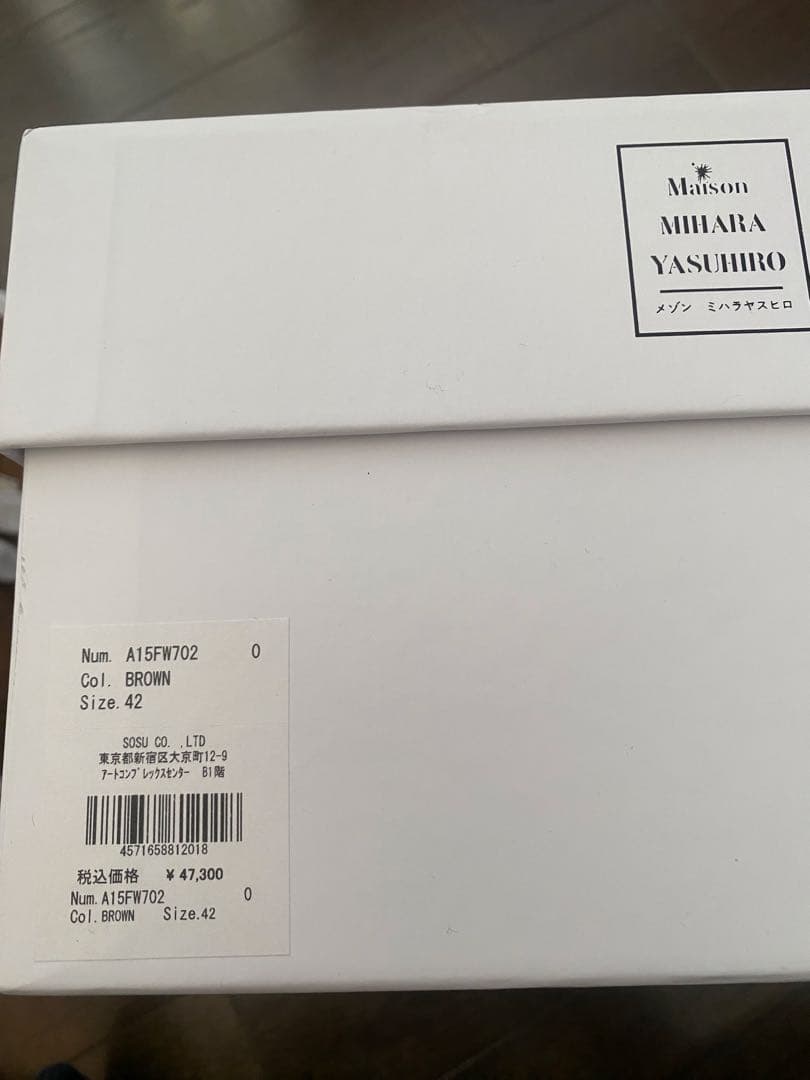 Maison
MIHARA
YASUHIRO
メゾン ミハラヤスヒロ
Num. A15FW702 0
Col. BROWN
Size. 42
SOSU CO. ,LTD
東京都新宿区大京町12-9
ｱｰﾄｺﾝﾌﾟﾚｯｸｽｾﾝﾀｰ B1階
4571658812018
税込価格 ¥ 47,300
Num. A15FW702 0
Col. BROWN Size. 42